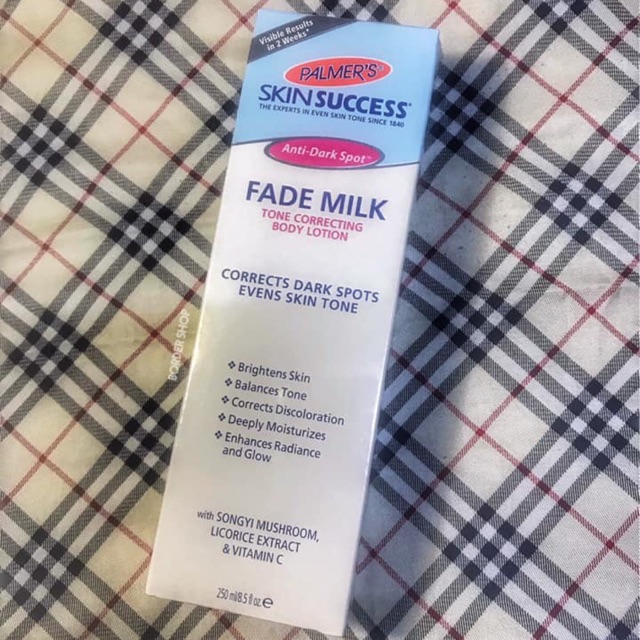 Visible Results
in 2 Weeks*
PALMER'S®
SKIN SUCCESS®
THE EXPERTS IN EVEN SKIN TONE SINCE 1840
Anti-Dark Spot™
FADE MILK
TONE CORRECTING
BODY LOTION
CORRECTS DARK SPOTS
EVENS SKIN TONE
❖ Brightens Skin
❖ Balances Tone
❖ Corrects Discoloration
❖ Deeply Moisturizes
❖ Enhances Radiance
and Glow
with SONGYI MUSHROOM,
LICORICE EXTRACT
& VITAMIN C
250 ml/8.5 fl oz. ℮
SHOP